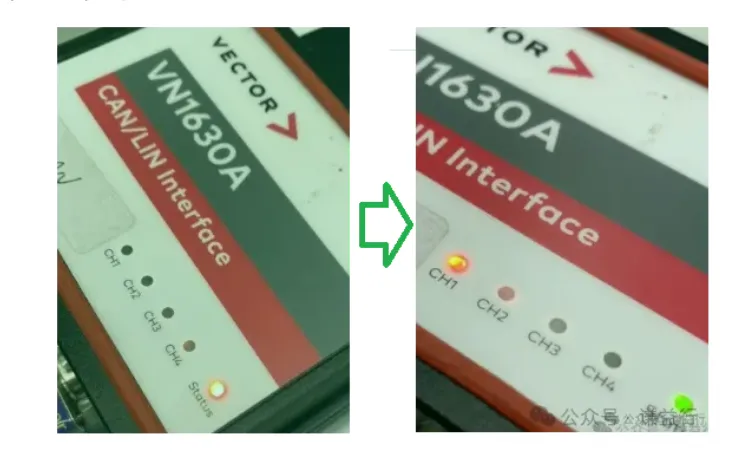 VECTOR
VN1630A
CAN/LIN Interface
CH1
CH2
CH3
CH4
Status
TOR
1630A
IN Interface
CH1
CH2
CH3
CH4
公众号